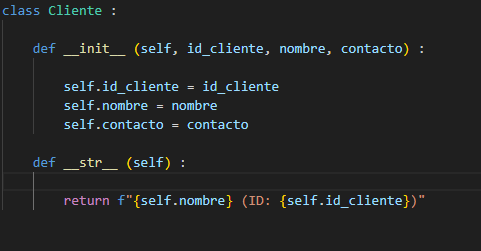 class Cliente :
def __init__ (self, id_cliente, nombre, contacto) :
self.id_cliente = id_cliente
self.nombre = nombre
self.contacto = contacto
def __str__ (self) :
return f"{self.nombre} (ID: {self.id_cliente})"